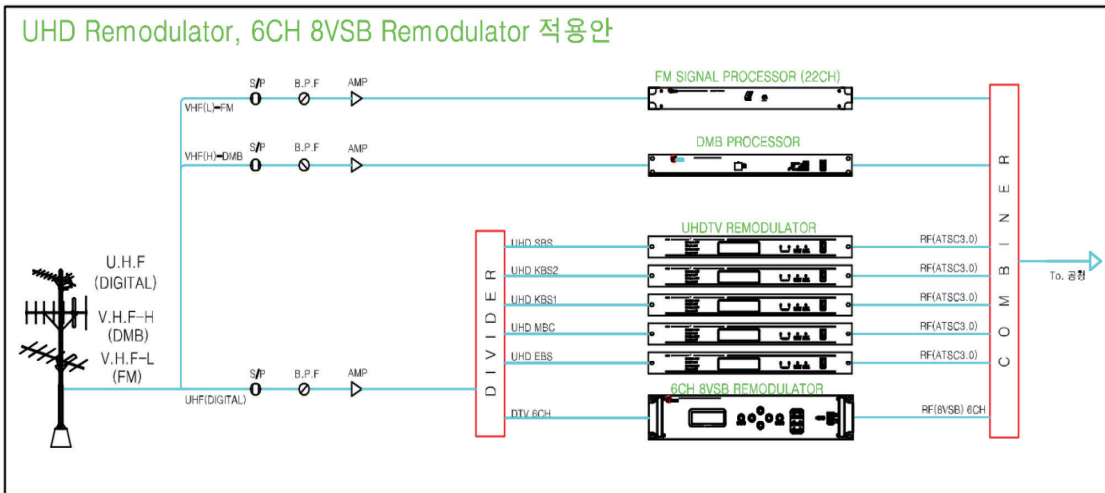 UHD Remodulator, 6CH 8VSB Remodulator 적용안
S/P B.P.F AMP
VHF(L)-FM
FM SIGNAL PROCESSOR (22CH)
S/P B.P.F AMP
VHF(H)-DMB
DMB PROCESSOR
COMBINER
DIVIDER
UHDTV REMODULATOR
UHD SBS RF(ATSC3.0)
UHD KBS2 RF(ATSC3.0)
UHD KBS1 RF(ATSC3.0)
UHD MBC RF(ATSC3.0)
UHD EBS RF(ATSC3.0)
To. 공청
U.H.F
(DIGITAL)
V.H.F-H
(DMB)
V.H.F-L
(FM)
S/P B.P.F AMP
UHF(DIGITAL)
6CH 8VSB REMODULATOR
DTV 6CH RF(8VSB) 6CH